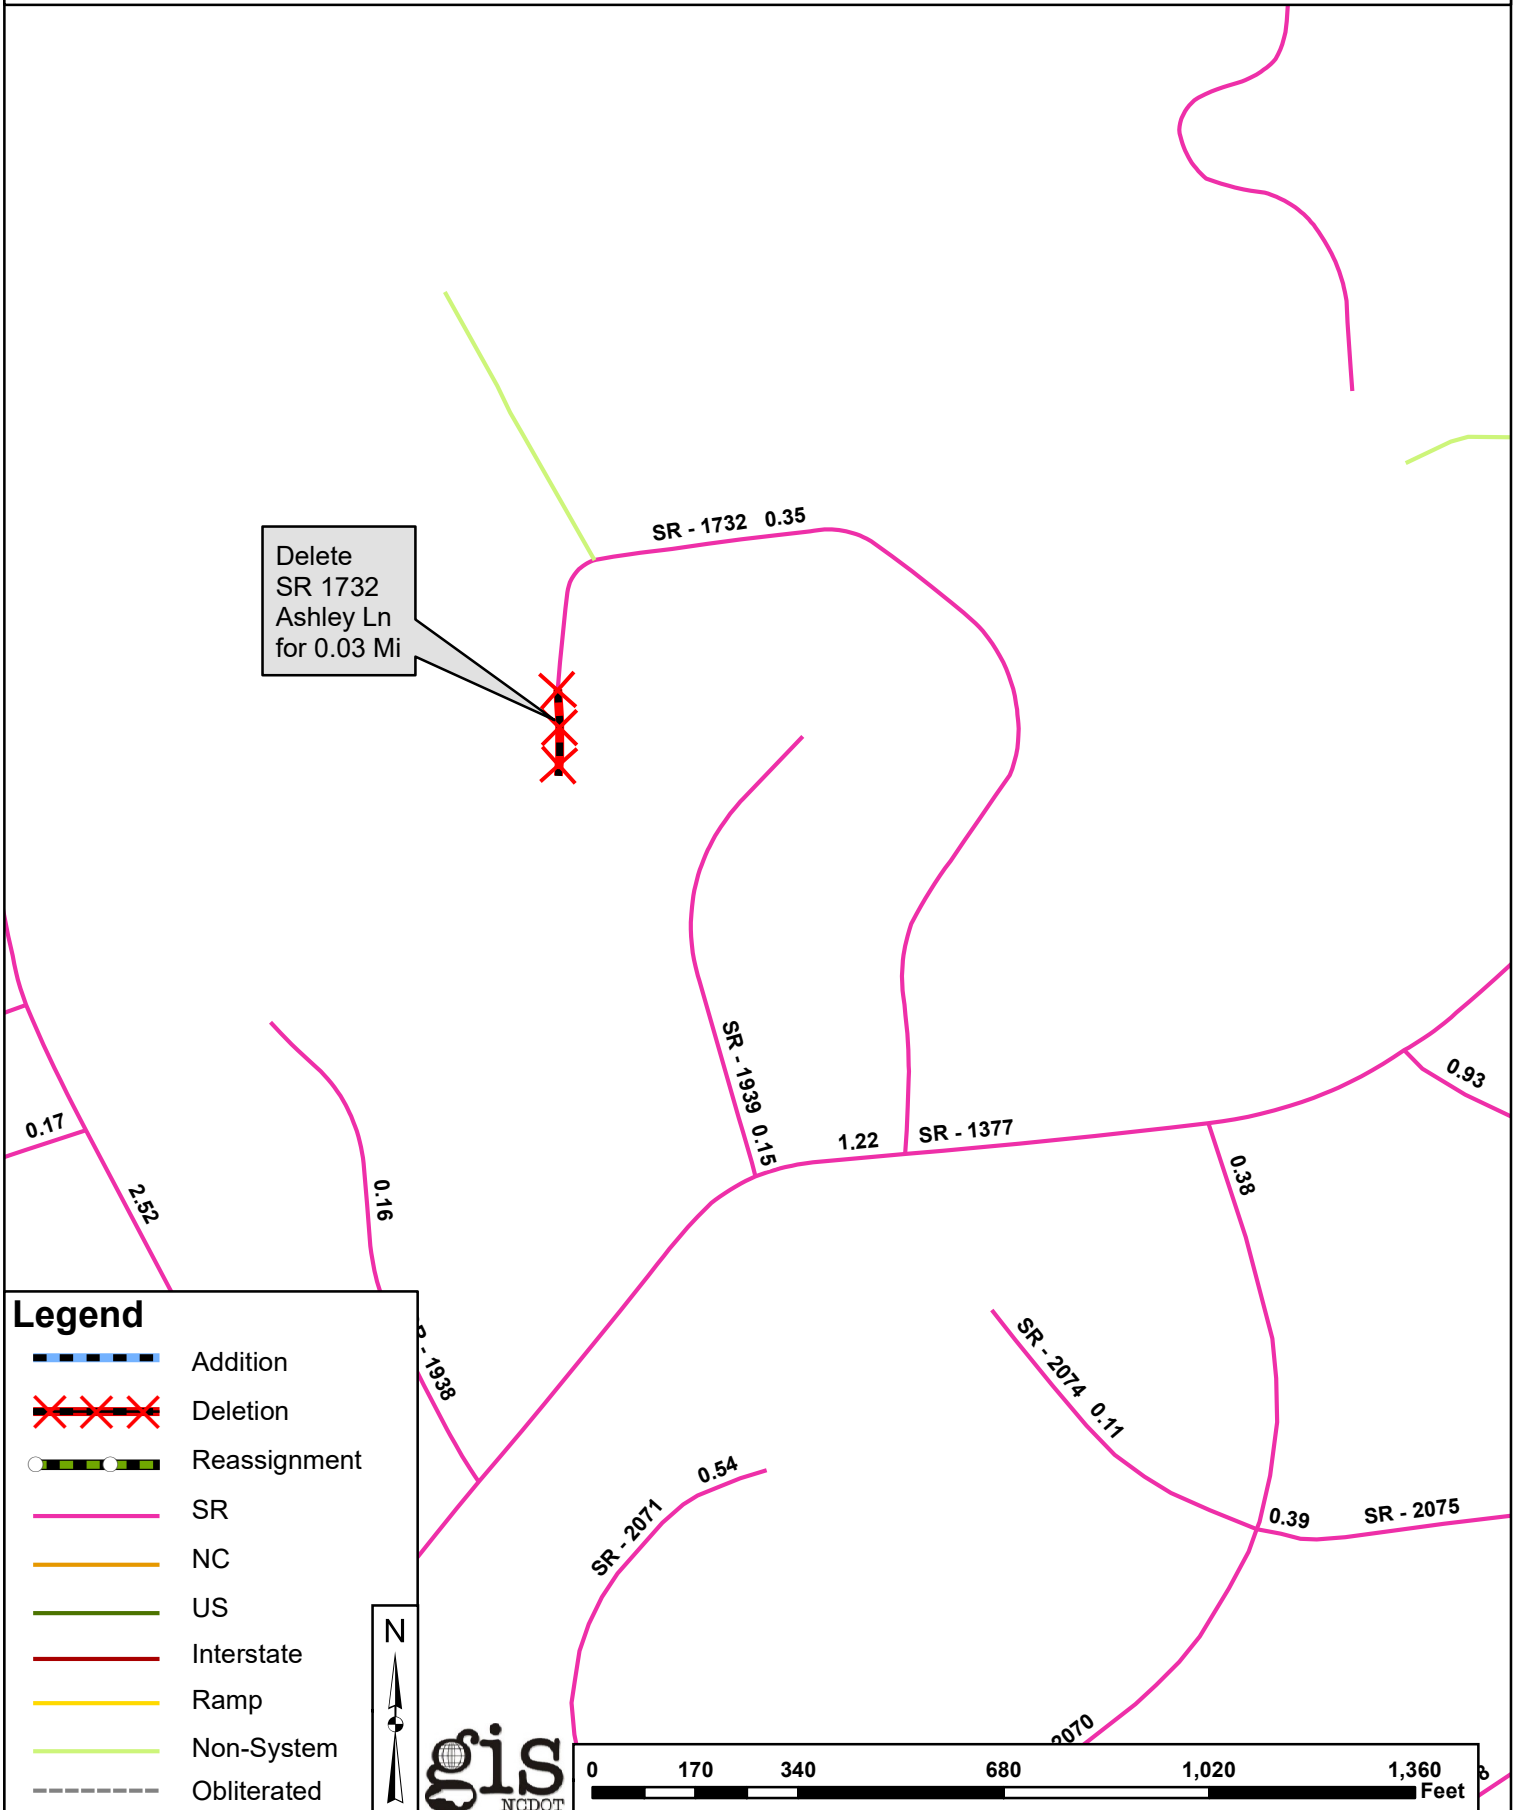 SR - 1732 0.35
Delete
SR 1732
Ashley Ln
for 0.03 Mi
SR - 1939 0.15
1.22 SR - 1377
0.93
0.17
2.52
0.16
0.38
- 1938
SR - 2074 0.11
0.54
SR - 2071
0.39 SR - 2075
2070
Legend
Addition
Deletion
Reassignment
SR
NC
US
Interstate
Ramp
Non-System
Obliterated
N
gis
NCDOT
0 170 340 680 1,020 1,360
Feet